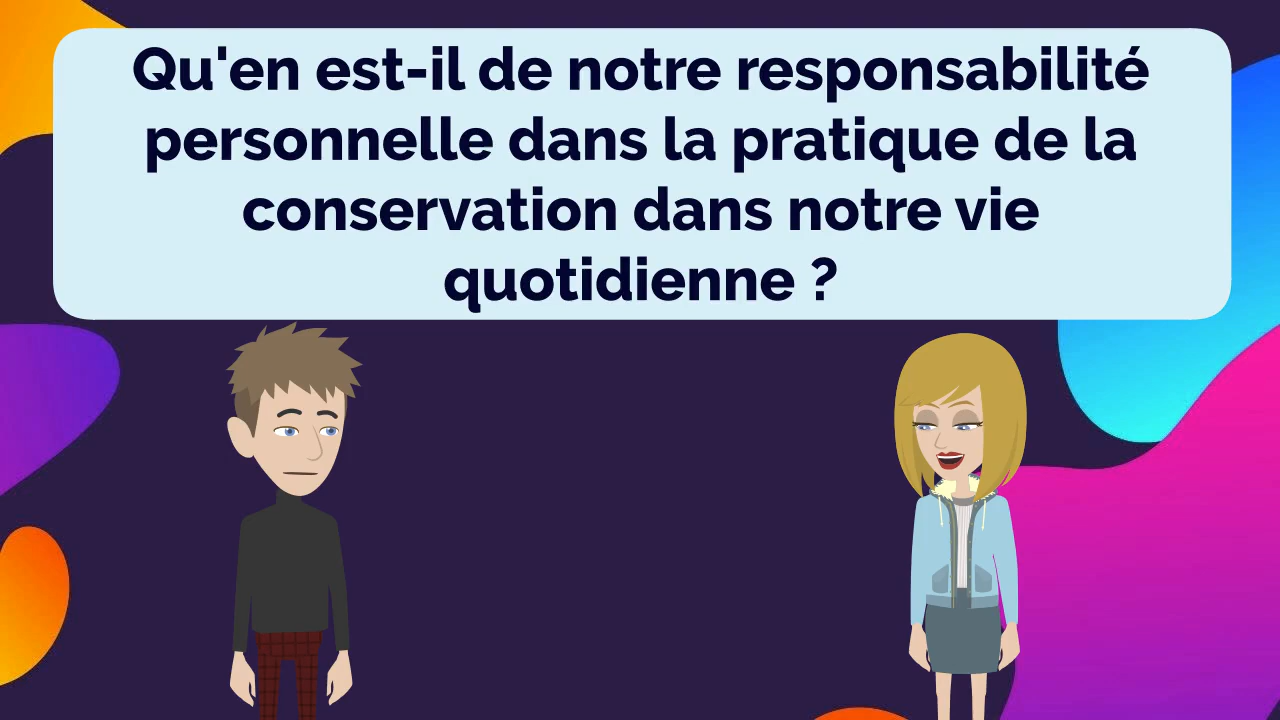 Qu'en est-il de notre responsabilité
personnelle dans la pratique de la
conservation dans notre vie
quotidienne ?